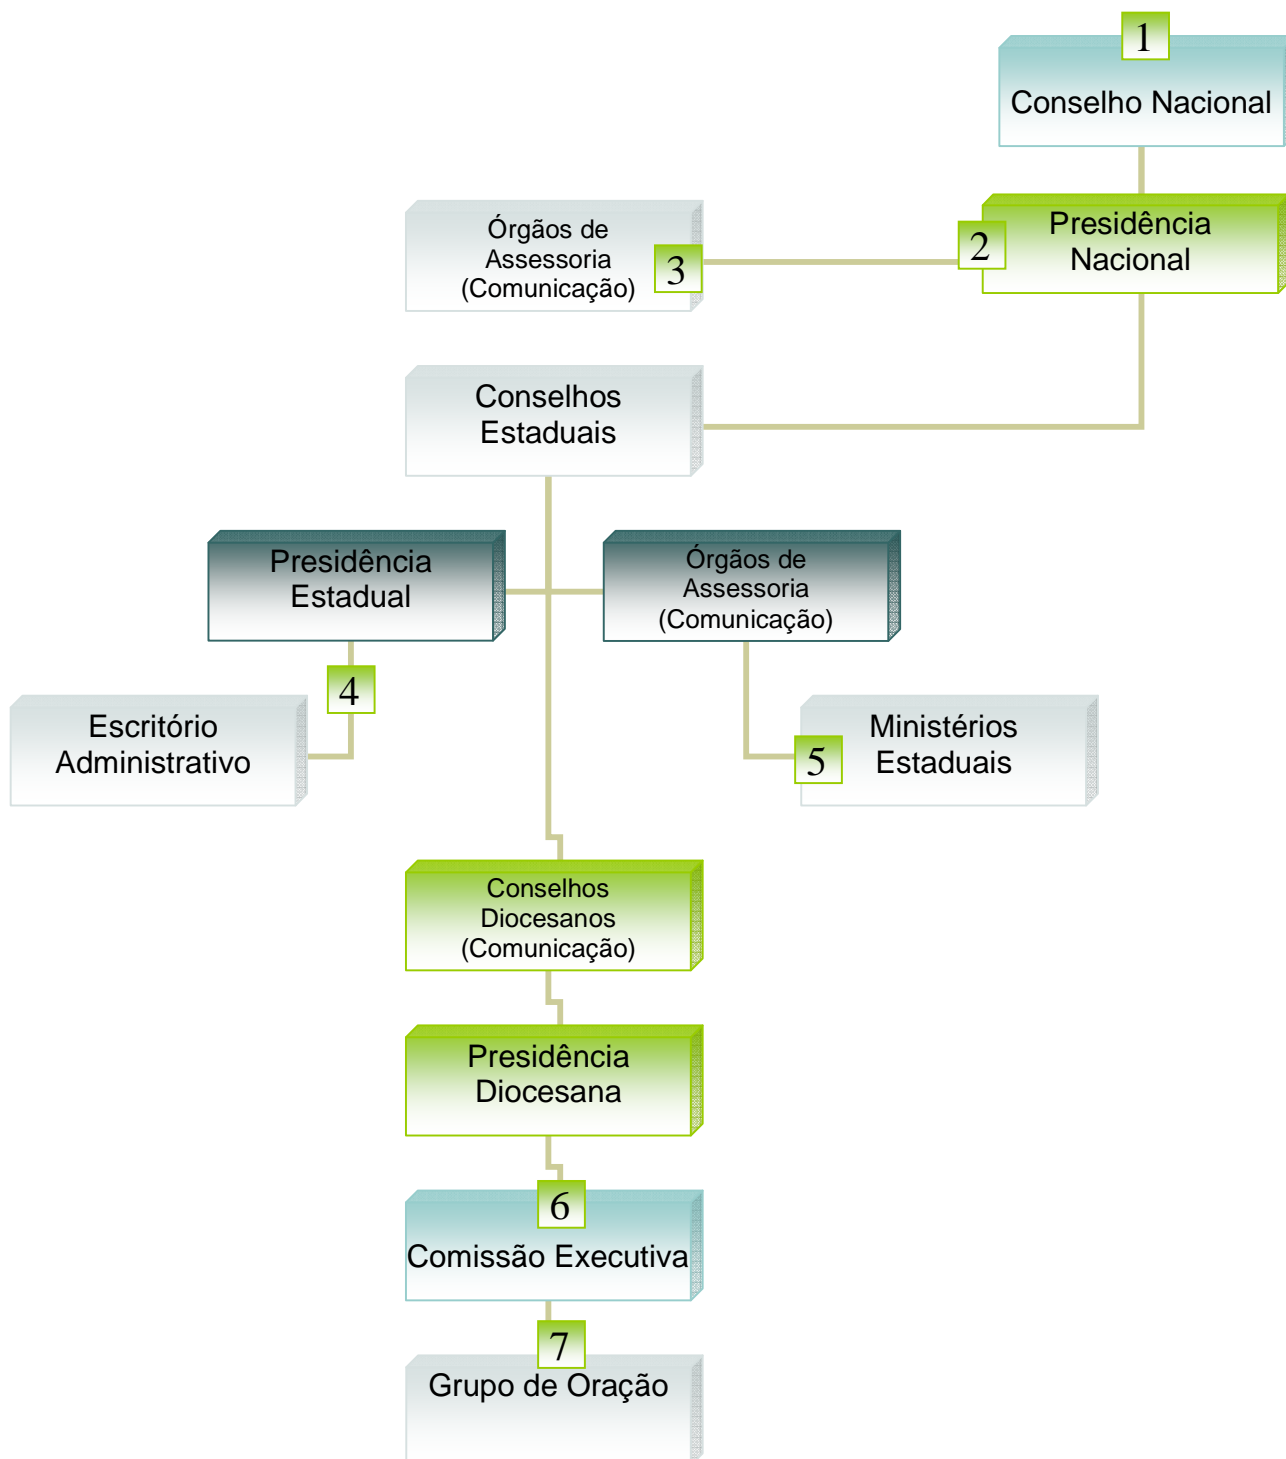 1
Conselho Nacional
Presidência
Nacional
2
Órgãos de
Assessoria
(Comunicação)
3
Conselhos
Estaduais
Presidência
Estadual
Órgãos de
Assessoria
(Comunicação)
4
Escritório
Administrativo
Ministérios
Estaduais
5
Conselhos
Diocesanos
(Comunicação)
Presidência
Diocesana
6
Comissão Executiva
7
Grupo de Oração